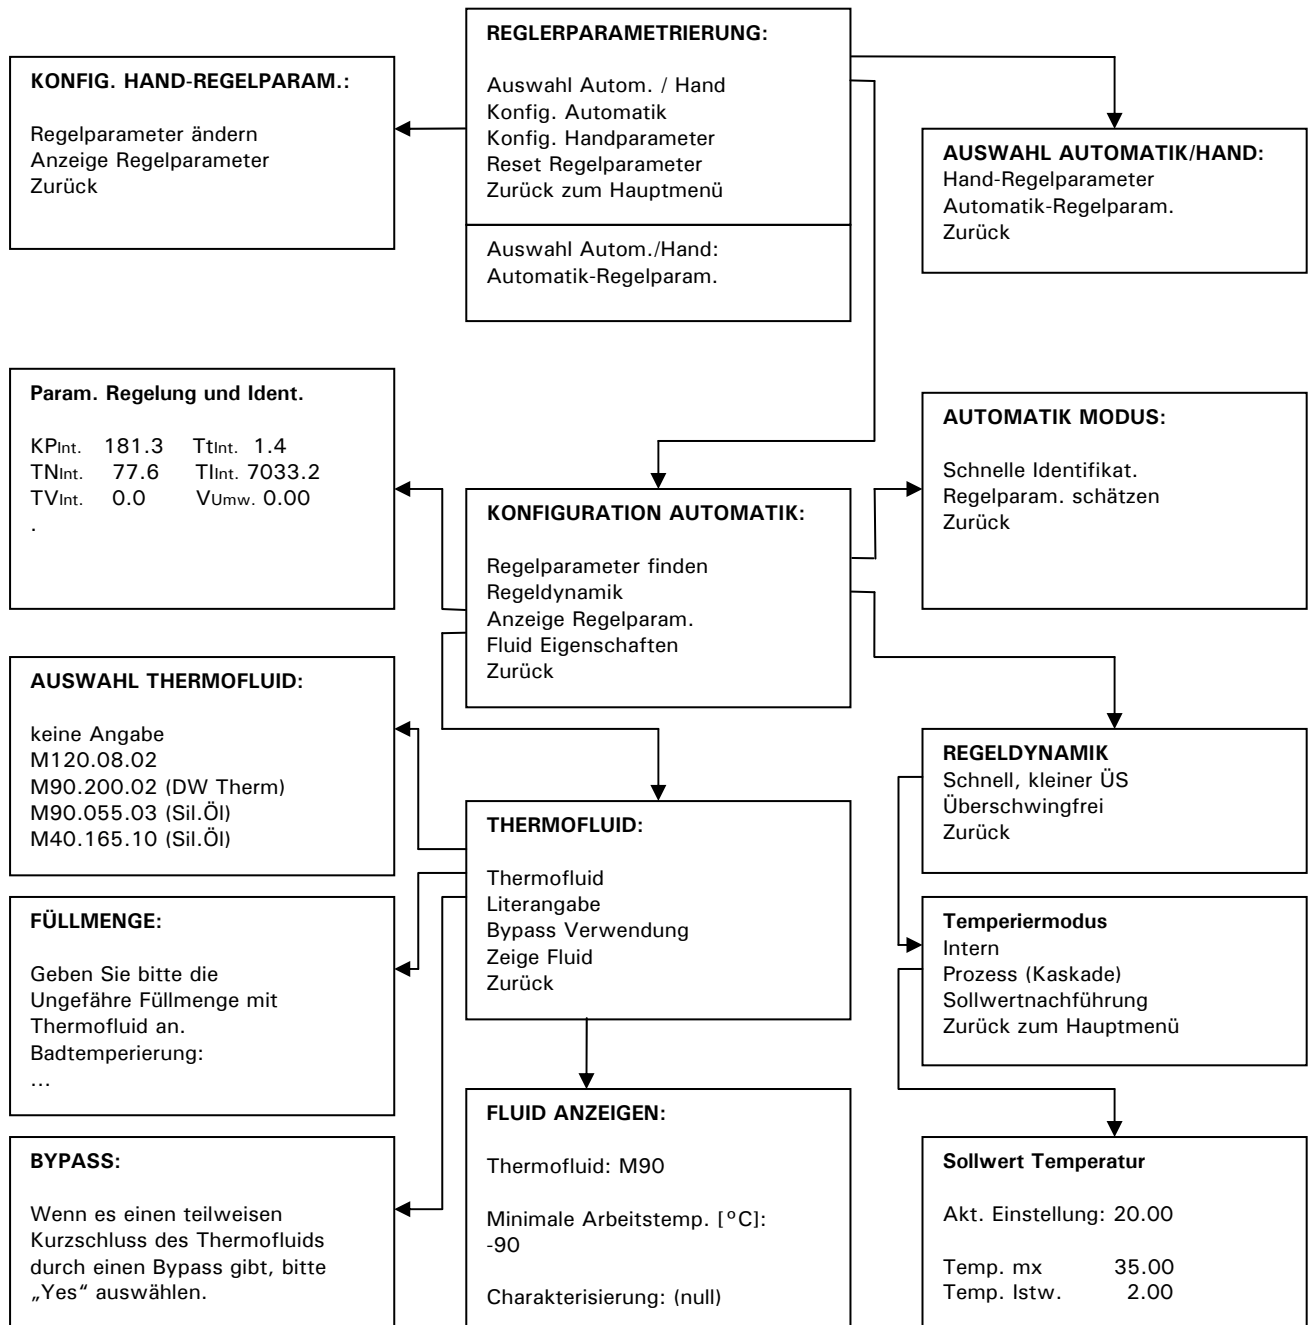 REGLERPARAMETRIERUNG:
Auswahl Autom. / Hand
Konfig. Automatik
Konfig. Handparameter
Reset Regelparameter
Zurück zum Hauptmenü
Auswahl Autom./Hand:
Automatik-Regelparam.
KONFIG. HAND-REGELPARAM.:
Regelparameter ändern
Anzeige Regelparameter
Zurück
AUSWAHL AUTOMATIK/HAND:
Hand-Regelparameter
Automatik-Regelparam.
Zurück
Param. Regelung und Ident.
KPInt. 181.3 TtInt. 1.4
TNInt. 77.6 TIInt. 7033.2
TVInt. 0.0 VUmw. 0.00
.
KONFIGURATION AUTOMATIK:
Regelparameter finden
Regeldynamik
Anzeige Regelparam.
Fluid Eigenschaften
Zurück
AUTOMATIK MODUS:
Schnelle Identifikat.
Regelparam. schätzen
Zurück
AUSWAHL THERMOFLUID:
keine Angabe
M120.08.02
M90.200.02 (DW Therm)
M90.055.03 (Sil.Öl)
M40.165.10 (Sil.Öl)
THERMOFLUID:
Thermofluid
Literangabe
Bypass Verwendung
Zeige Fluid
Zurück
REGELDYNAMIK
Schnell, kleiner ÜS
Überschwingfrei
Zurück
FÜLLMENGE:
Geben Sie bitte die
Ungefähre Füllmenge mit
Thermofluid an.
Badtemperierung:
...
Temperiermodus
Intern
Prozess (Kaskade)
Sollwertnachführung
Zurück zum Hauptmenü
BYPASS:
Wenn es einen teilweisen
Kurzschluss des Thermofluids
durch einen Bypass gibt, bitte
„Yes“ auswählen.
FLUID ANZEIGEN:
Thermofluid: M90
Minimale Arbeitstemp. [°C]:
-90
Charakterisierung: (null)
Sollwert Temperatur
Akt. Einstellung: 20.00
Temp. mx 35.00
Temp. Istw. 2.00